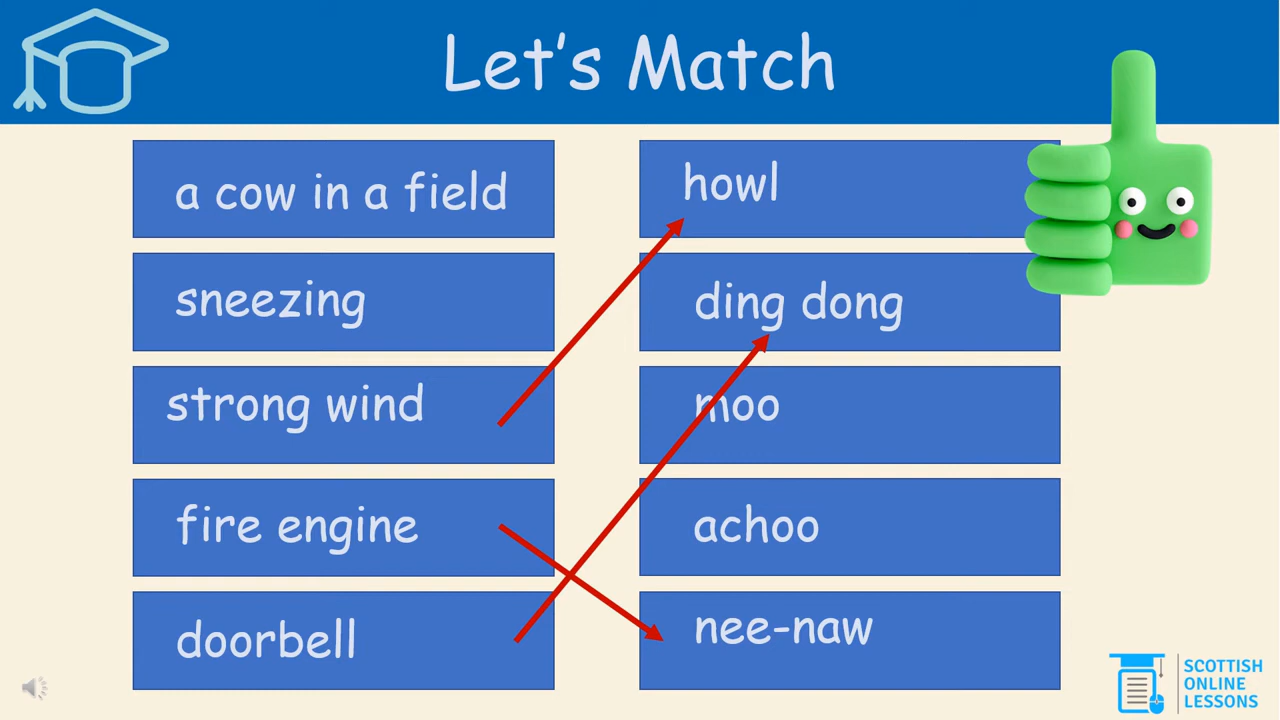 Let's Match
a cow in a field
howl
sneezing
ding dong
strong wind
moo
fire engine
achoo
doorbell
nee-naw
SCOTTISH
ONLINE
LESSONS